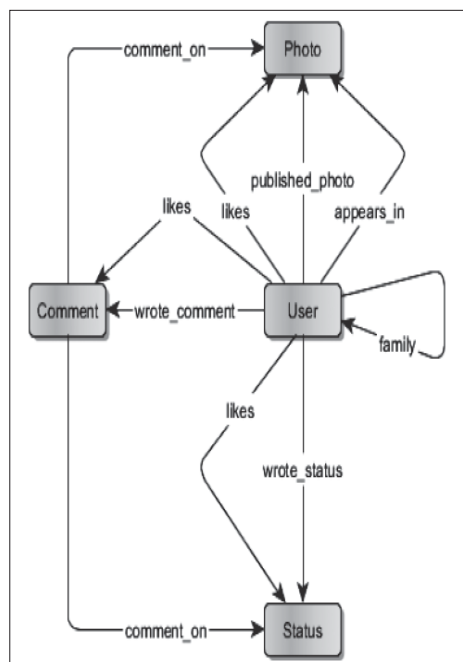 comment_on
Photo
published_photo
likes
appears_in
likes
Comment
wrote_comment
User
family
likes
wrote_status
comment_on
Status